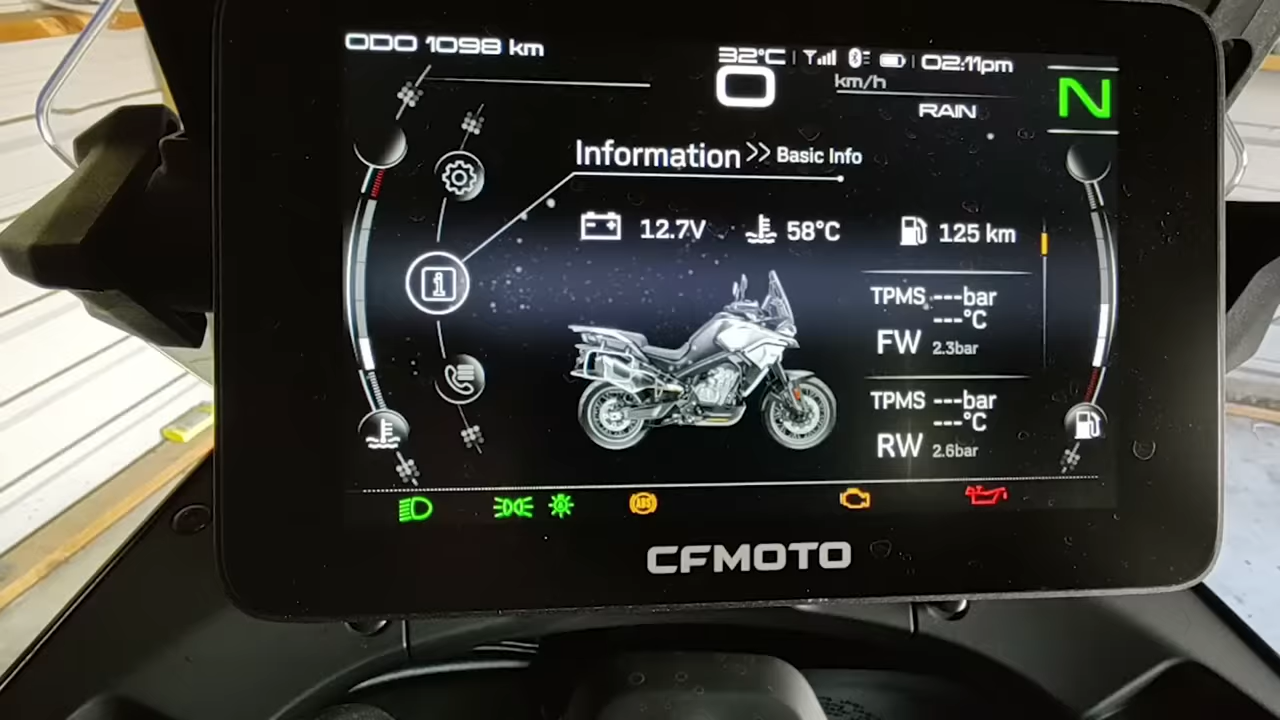 ODO 1098 km
32°C
02:11pm
0
km/h
RAIN
N
Information >> Basic Info
12.7V
58°C
125 km
TPMS ---bar
---°C
FW 2.3bar
TPMS ---bar
---°C
RW 2.6bar
ABS
CFMOTO